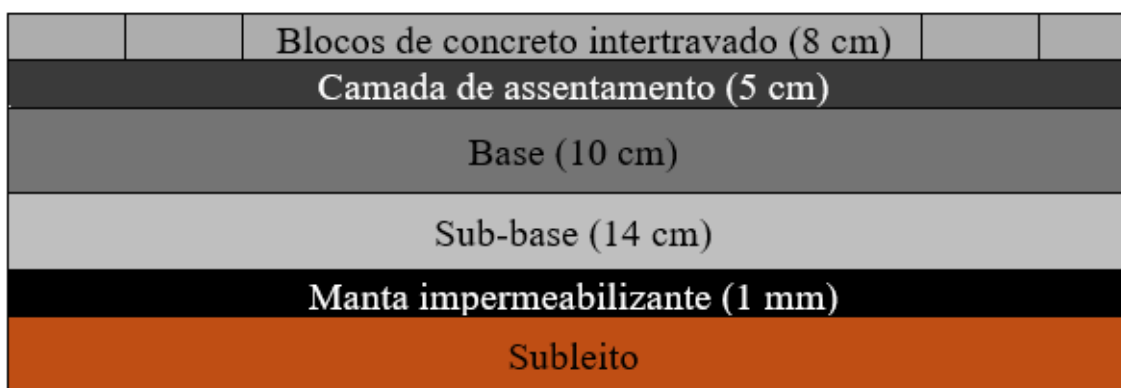 Blocos de concreto intertravado (8 cm)
Camada de assentamento (5 cm)
Base (10 cm)
Sub-base (14 cm)
Manta impermeabilizante (1 mm)
Subleito